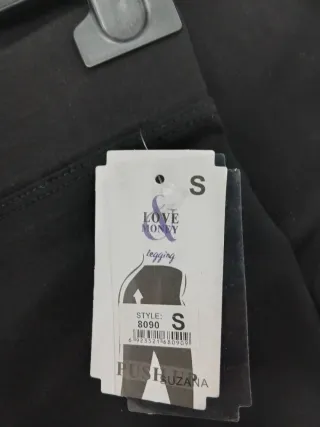 S
LOVE
&
MONEY
legging
STYLE:
8090 S
PUSH UP
SUZANA